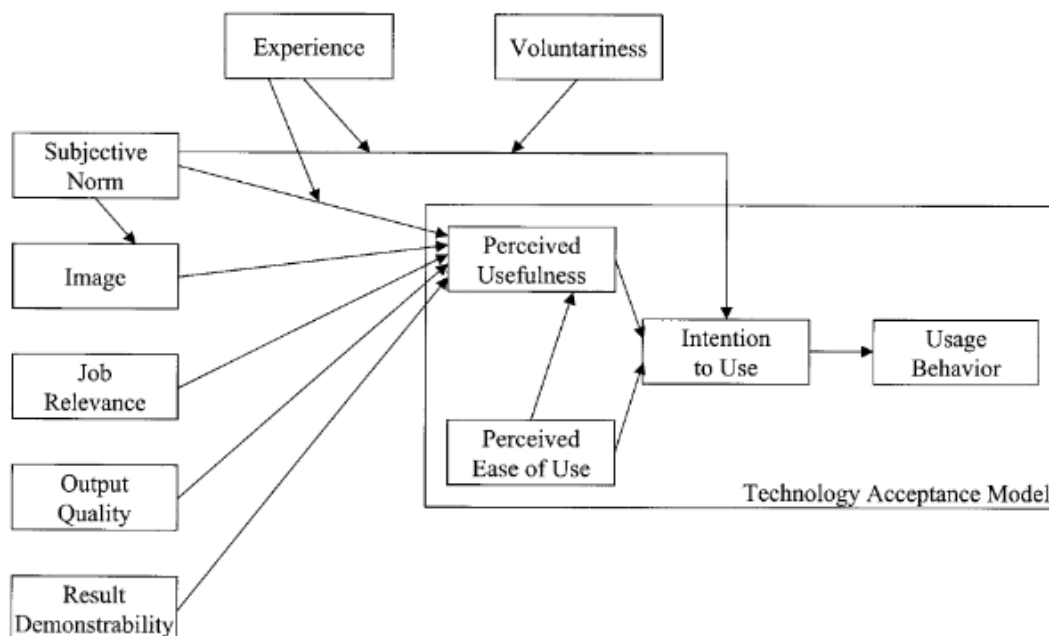 Experience
Voluntariness
Subjective
Norm
Image
Perceived
Usefulness
Job
Relevance
Intention
to Use
Usage
Behavior
Perceived
Ease of Use
Output
Quality
Technology Acceptance Model
Result
Demonstrability